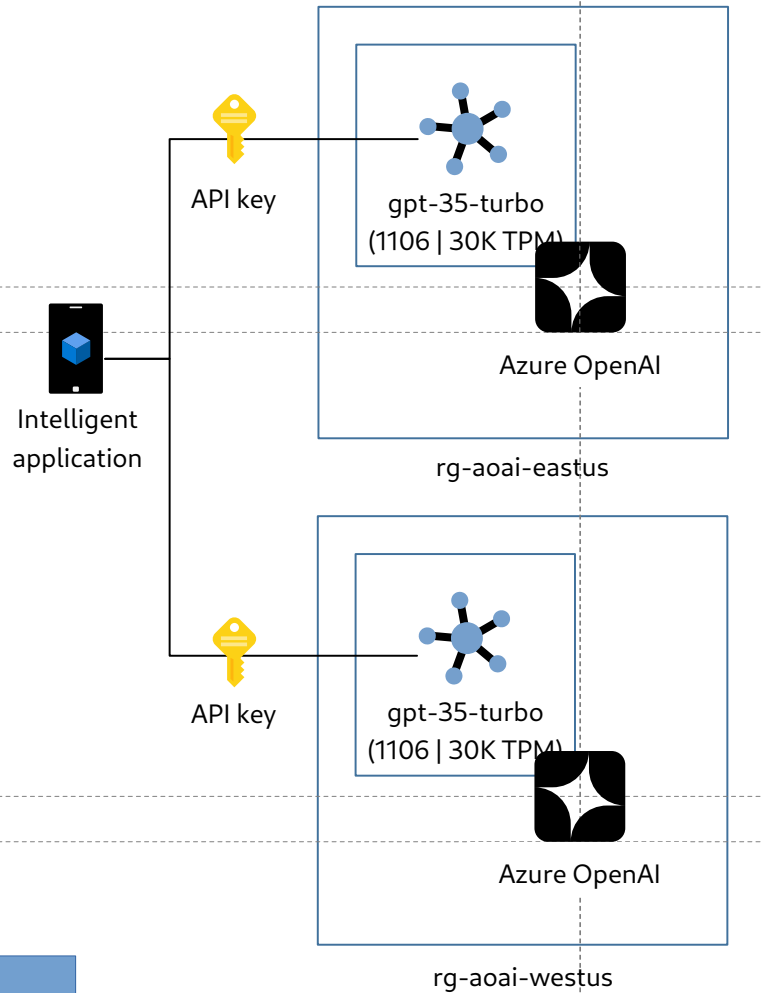 API key
gpt-35-turbo
(1106 | 30K TPM)
Azure OpenAI
Intelligent
application
rg-aoai-eastus
API key
gpt-35-turbo
(1106 | 30K TPM)
Azure OpenAI
rg-aoai-westus